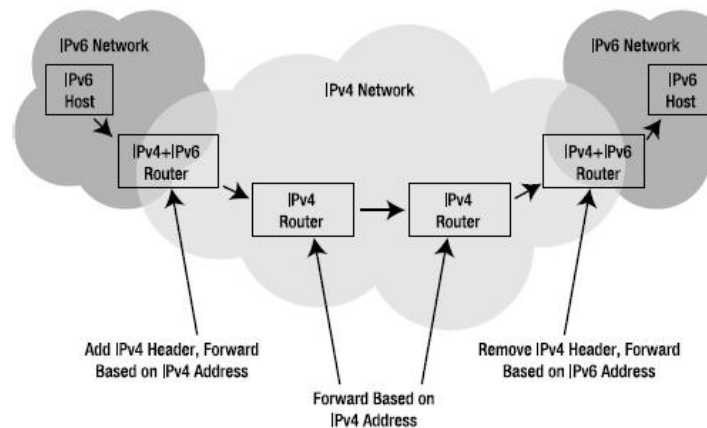 IPv6 Network
IPv6
Host
IPv4+IPv6
Router
IPv4 Network
IPv4
Router
IPv4
Router
IPv6 Network
IPv6
Host
IPv4+IPv6
Router
Add IPv4 Header, Forward
Based on IPv4 Address
Forward Based on
IPv4 Address
Remove IPv4 Header, Forward
Based on IPv6 Address